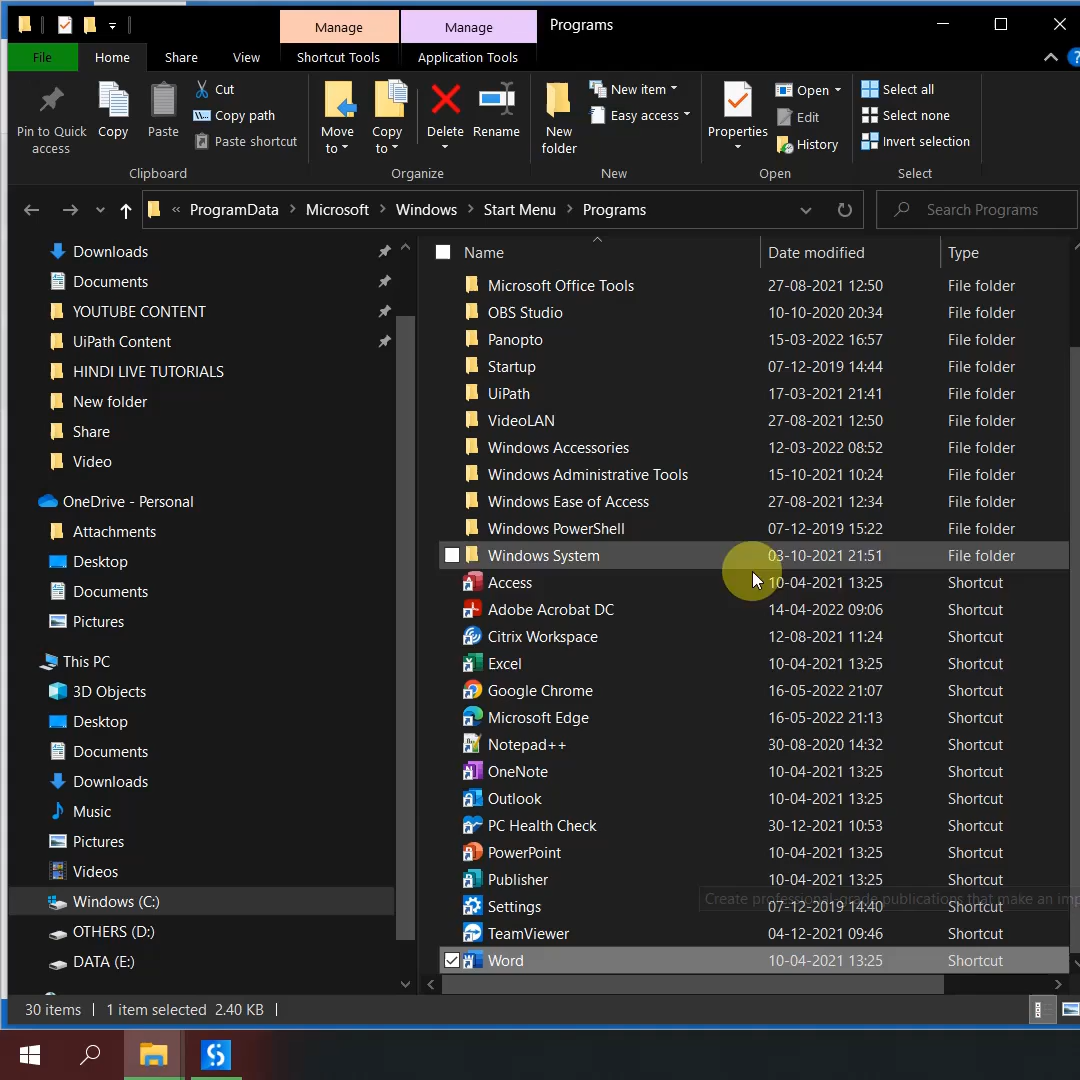 Manage
Manage
Programs
File
Home
Share
View
Shortcut Tools
Application Tools
Pin to Quick access
Copy
Paste
Cut
Copy path
Paste shortcut
Clipboard
Move to
Copy to
Delete
Rename
Organize
New folder
New item
Easy access
New
Properties
Open
Edit
History
Open
Select all
Select none
Invert selection
Select
« ProgramData > Microsoft > Windows > Start Menu > Programs
Search Programs
Downloads
Documents
YOUTUBE CONTENT
UiPath Content
HINDI LIVE TUTORIALS
New folder
Share
Video
OneDrive - Personal
Attachments
Desktop
Documents
Pictures
This PC
3D Objects
Desktop
Documents
Downloads
Music
Pictures
Videos
Windows (C:)
OTHERS (D:)
DATA (E:)
Name Date modified Type
Microsoft Office Tools 27-08-2021 12:50 File folder
OBS Studio 10-10-2020 20:34 File folder
Panopto 15-03-2022 16:57 File folder
Startup 07-12-2019 14:44 File folder
UiPath 17-03-2021 21:41 File folder
VideoLAN 27-08-2021 12:50 File folder
Windows Accessories 12-03-2022 08:52 File folder
Windows Administrative Tools 15-10-2021 10:24 File folder
Windows Ease of Access 27-08-2021 12:34 File folder
Windows PowerShell 07-12-2019 15:22 File folder
Windows System 03-10-2021 21:51 File folder
Access 10-04-2021 13:25 Shortcut
Adobe Acrobat DC 14-04-2022 09:06 Shortcut
Citrix Workspace 12-08-2021 11:24 Shortcut
Excel 10-04-2021 13:25 Shortcut
Google Chrome 16-05-2022 21:07 Shortcut
Microsoft Edge 16-05-2022 21:13 Shortcut
Notepad++ 30-08-2020 14:32 Shortcut
OneNote 10-04-2021 13:25 Shortcut
Outlook 10-04-2021 13:25 Shortcut
PC Health Check 30-12-2021 10:53 Shortcut
PowerPoint 10-04-2021 13:25 Shortcut
Publisher 10-04-2021 13:25 Shortcut
Create professional-grade publications that make an
Settings 07-12-2019 14:40 Shortcut
TeamViewer 04-12-2021 09:46 Shortcut
Word 10-04-2021 13:25 Shortcut
30 items | 1 item selected 2.40 KB |